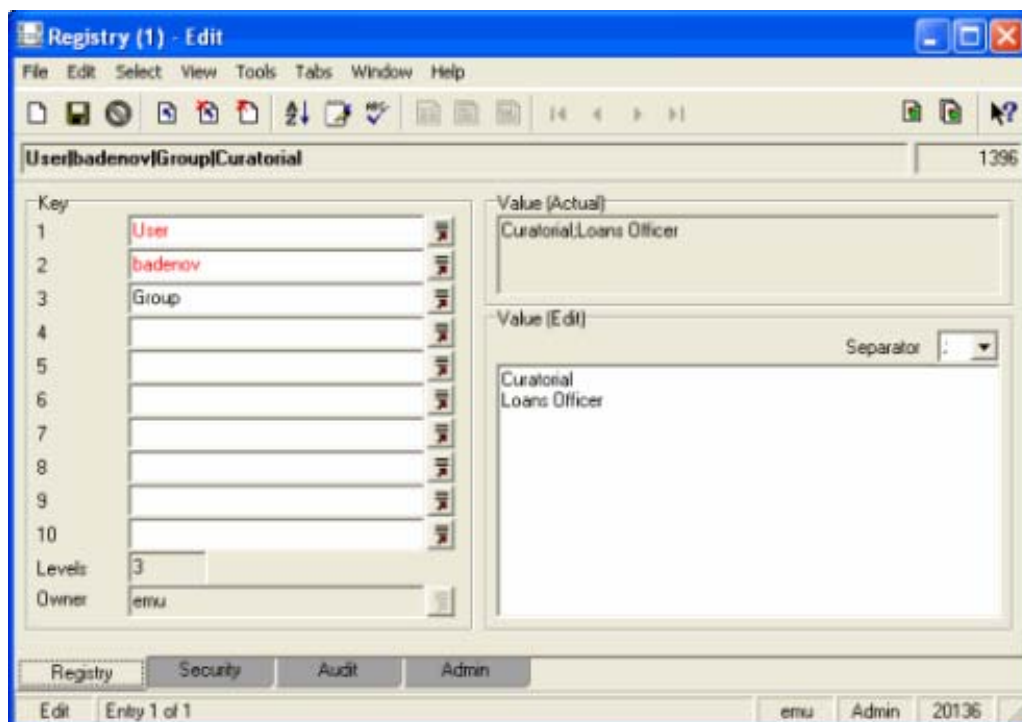 Registry (1) - Edit
File Edit Select View Tools Tabs Window Help
User|badenov|Group|Curatorial 1396
Key
1 User
2 badenov
3 Group
4
5
6
7
8
9
10
Levels 3
Owner emu
Value (Actual)
Curatorial;Loans Officer
Value (Edit)
Separator ;
Curatorial
Loans Officer
Registry Security Audit Admin
Edit Entry 1 of 1 emu Admin 20136